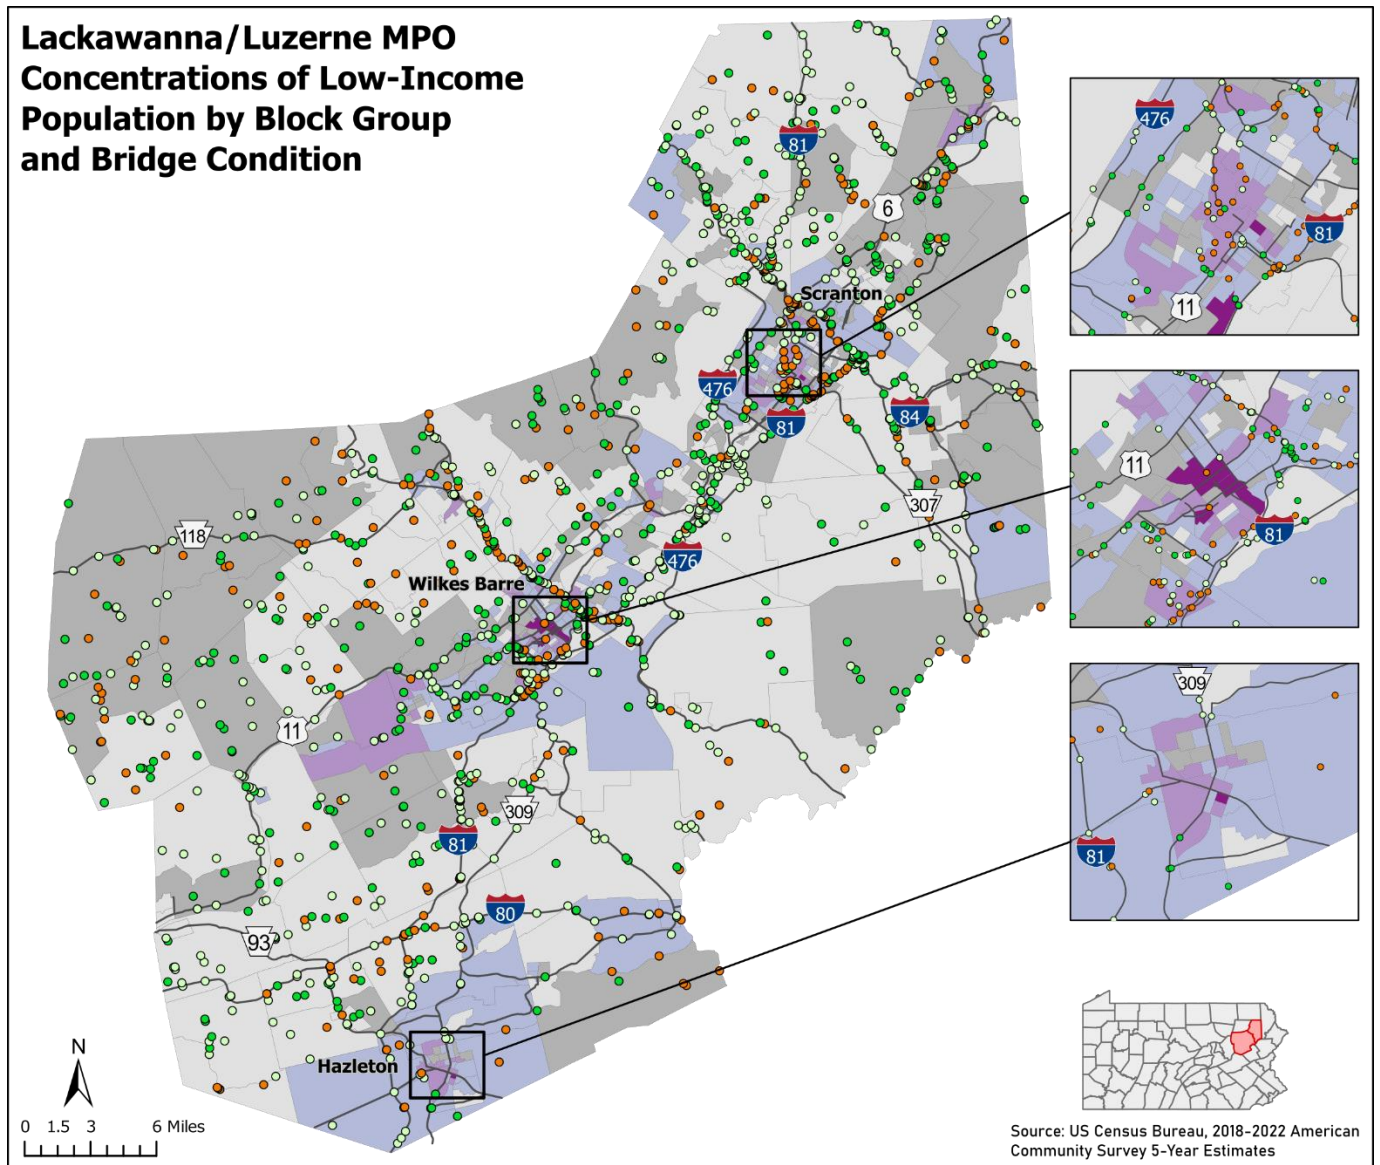 Lackawanna/Luzerne MPO
Concentrations of Low-Income
Population by Block Group
and Bridge Condition
81
6
Scranton
476
81
84
307
476
118
Wilkes Barre
11
309
81
80
93
Hazleton
476
81
11
11
81
309
81
N
0 1.5 3 6 Miles
Source: US Census Bureau, 2018-2022 American
Community Survey 5-Year Estimates